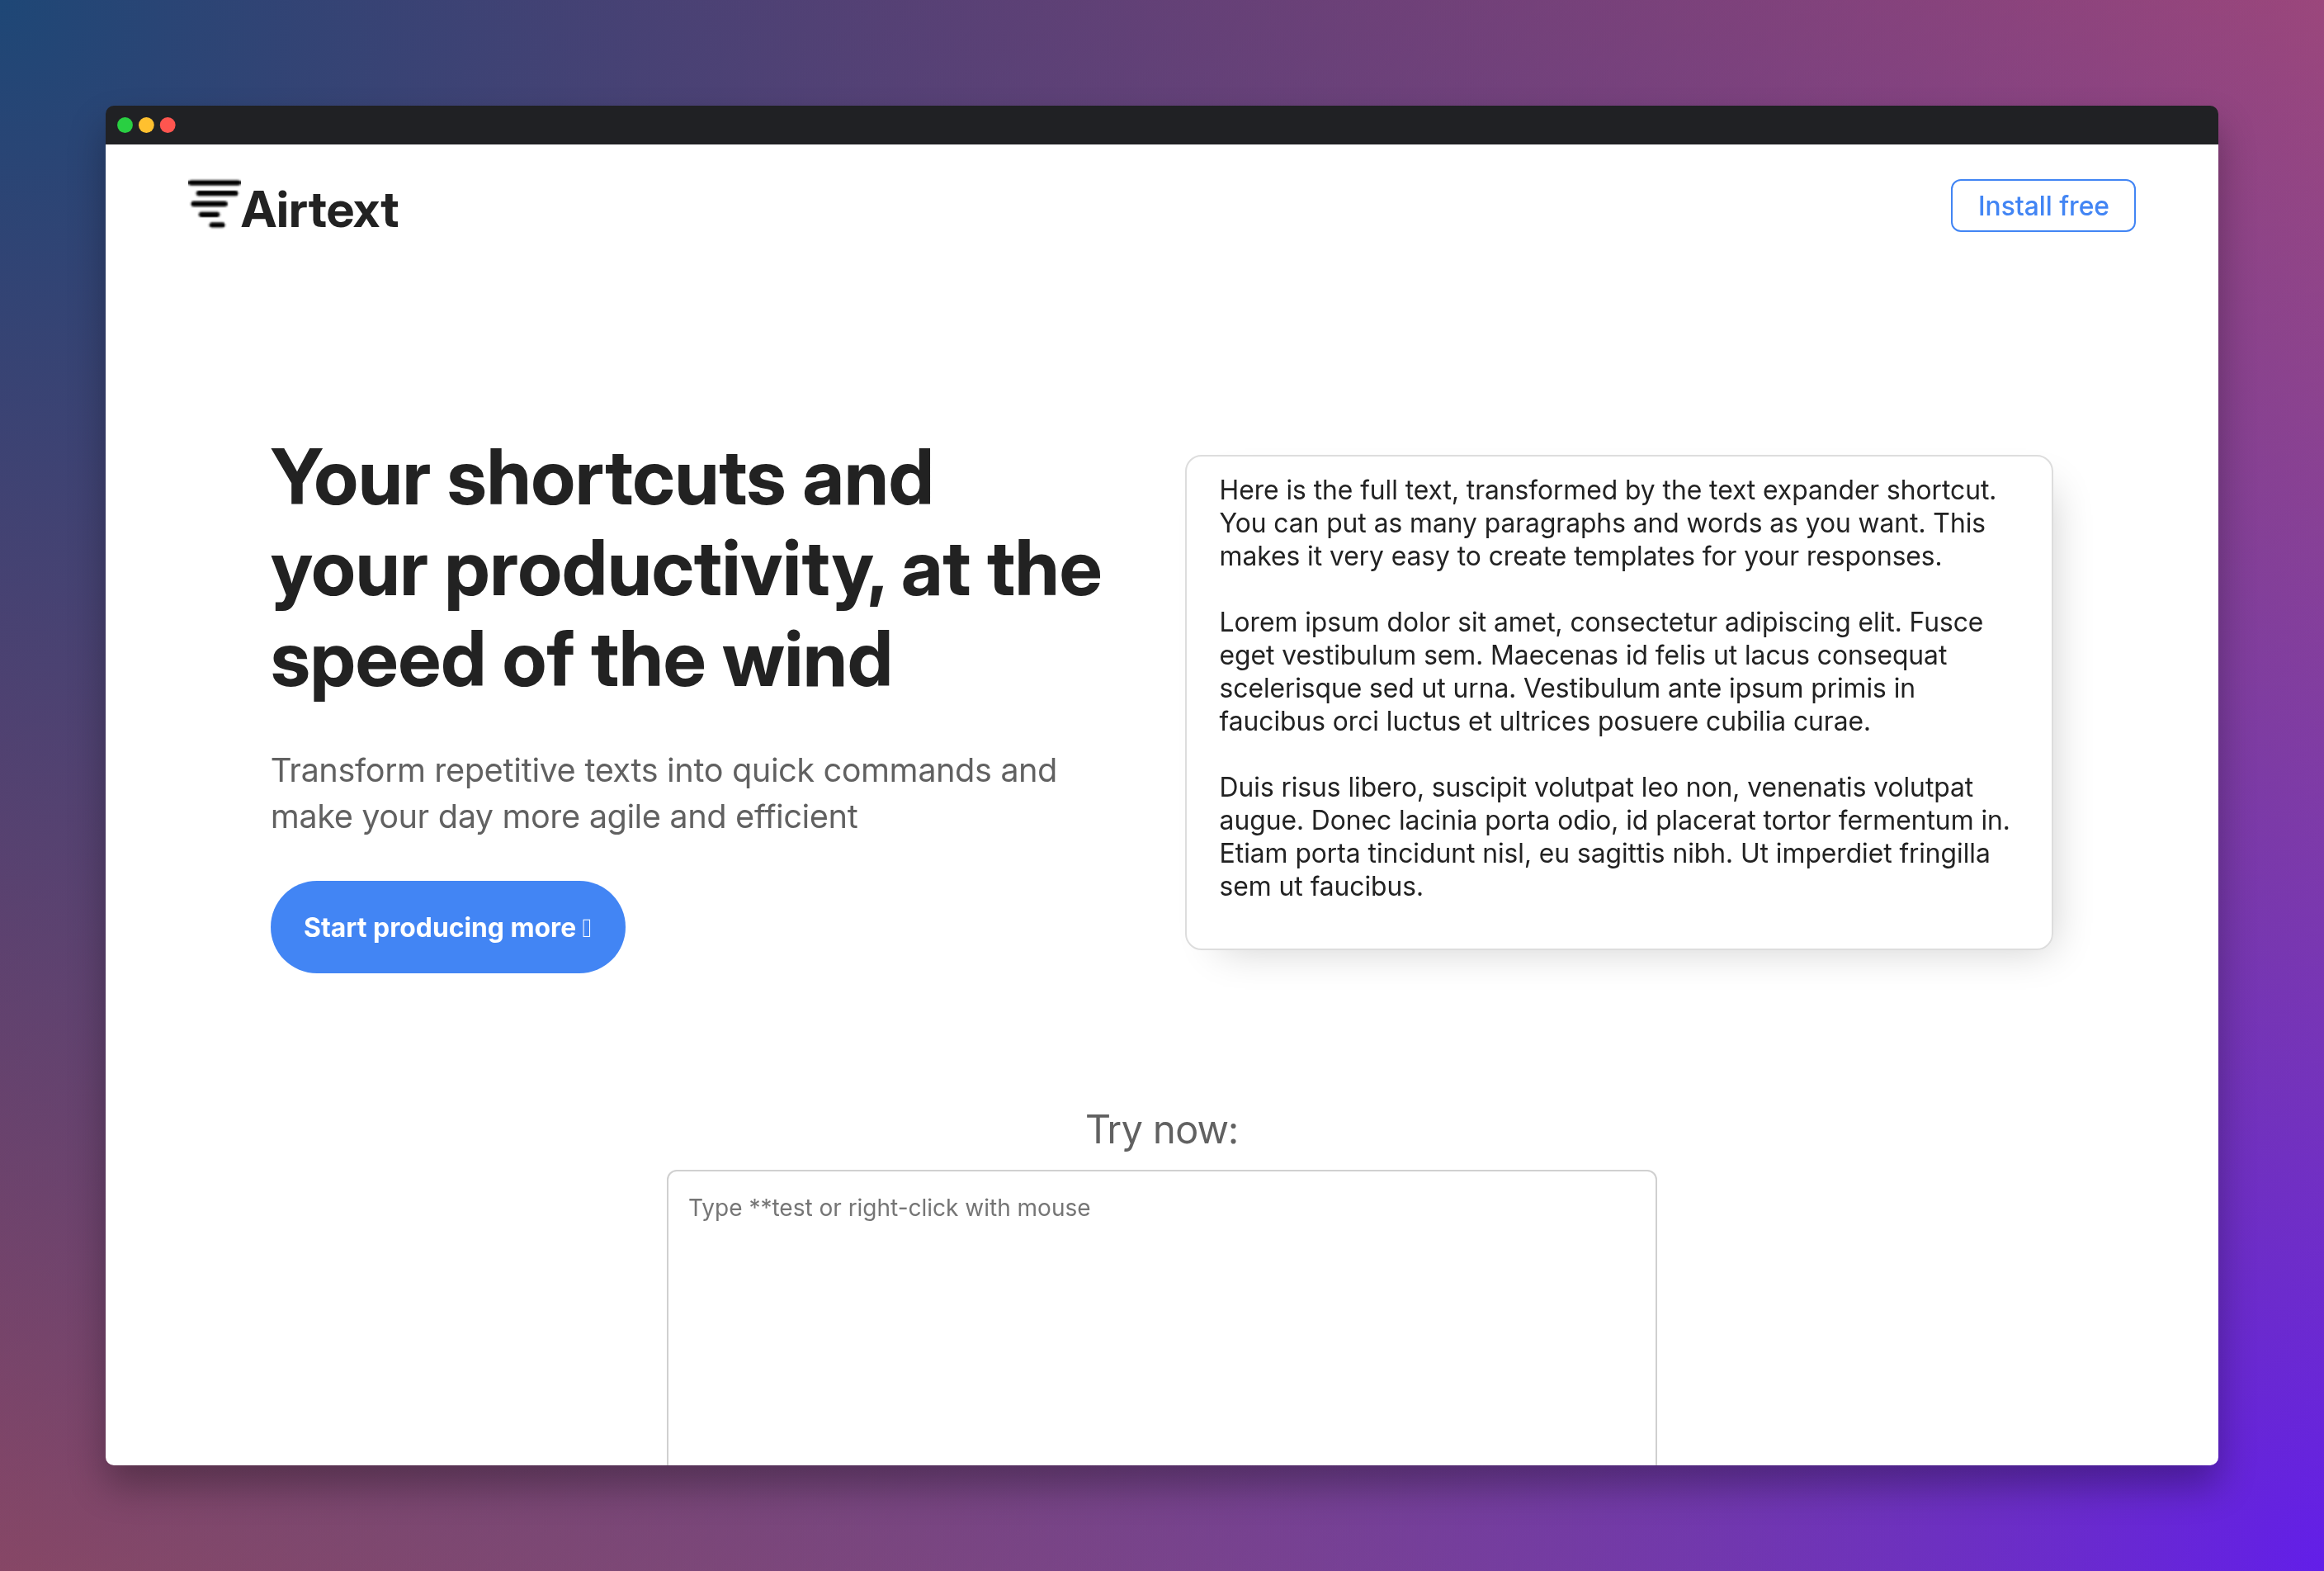 Airtext
Install free
Your shortcuts and
your productivity, at the
speed of the wind
Transform repetitive texts into quick commands and
make your day more agile and efficient
Start producing more
Here is the full text, transformed by the text expander shortcut.
You can put as many paragraphs and words as you want. This
makes it very easy to create templates for your responses.
Lorem ipsum dolor sit amet, consectetur adipiscing elit. Fusce
eget vestibulum sem. Maecenas id felis ut lacus consequat
scelerisque sed ut urna. Vestibulum ante ipsum primis in
faucibus orci luctus et ultrices posuere cubilia curae.
Duis risus libero, suscipit volutpat leo non, venenatis volutpat
augue. Donec lacinia porta odio, id placerat tortor fermentum in.
Etiam porta tincidunt nisl, eu sagittis nibh. Ut imperdiet fringilla
sem ut faucibus.
Try now:
Type **test or right-click with mouse